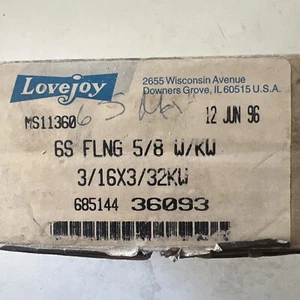 Lovejoy
2655 Wisconsin Avenue
Downers Grove, IL 60515 U.S.A.
MS11360 12 JUN 96
6S FLNG 5/8 W/KW
3/16X3/32KW
685144 36093